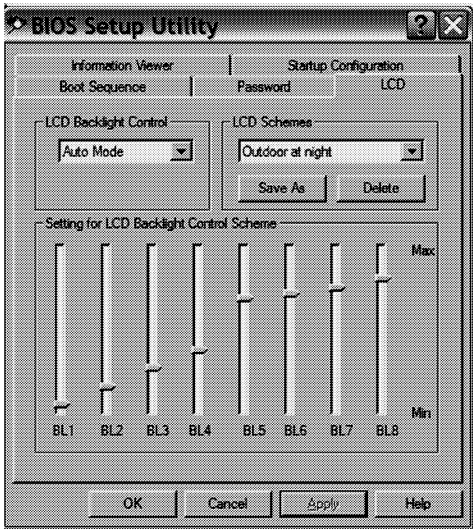 BIOS Setup Utility
Information Viewer
Startup Configuration
Boot Sequence
Password
LCD
LCD Backlight Control
Auto Mode
LCD Schemes
Outdoor at night
Save As
Delete
Setting for LCD Backlight Control Scheme
Max
Min
BL1
BL2
BL3
BL4
BL5
BL6
BL7
BL8
OK
Cancel
Apply
Help